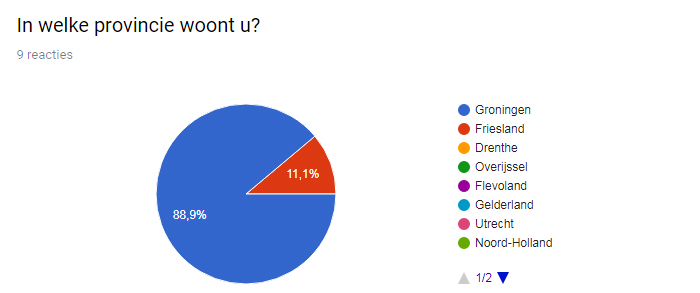 In welke provincie woont u?
9 reacties
11,1%
88,9%
Groningen
Friesland
Drenthe
Overijssel
Flevoland
Gelderland
Utrecht
Noord-Holland
1/2